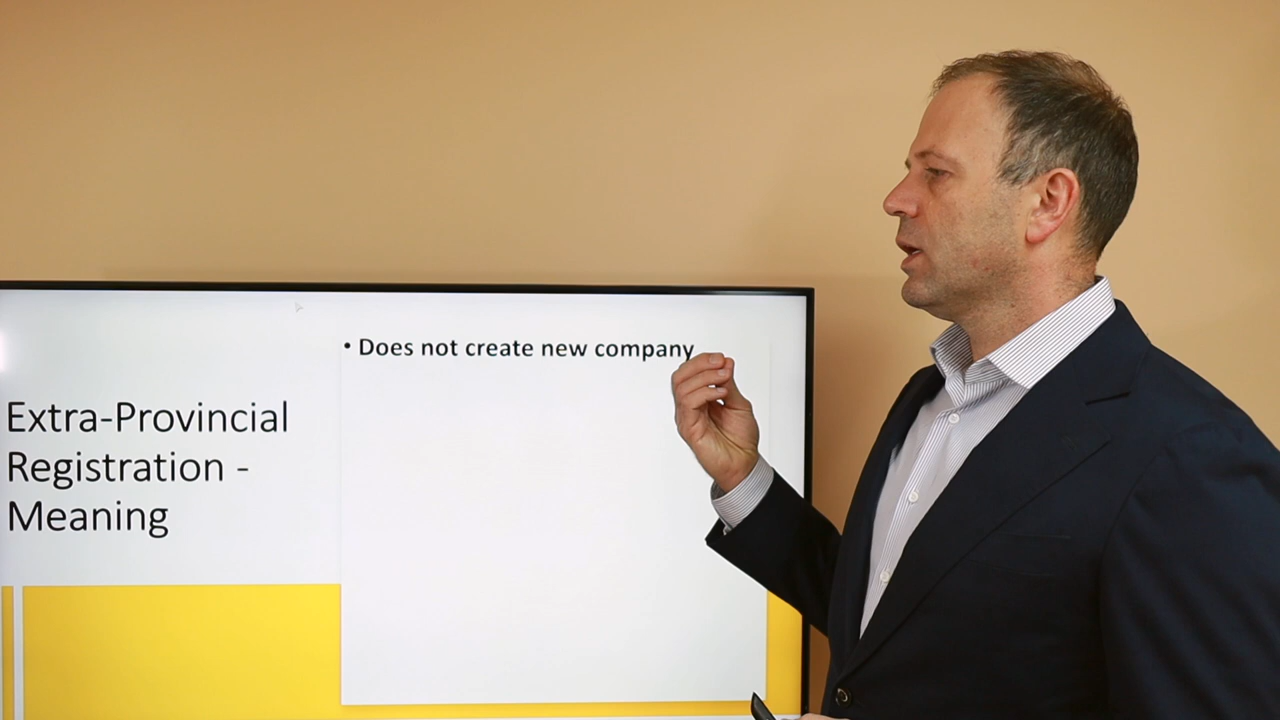 Extra-Provincial
Registration -
Meaning
• Does not create new company